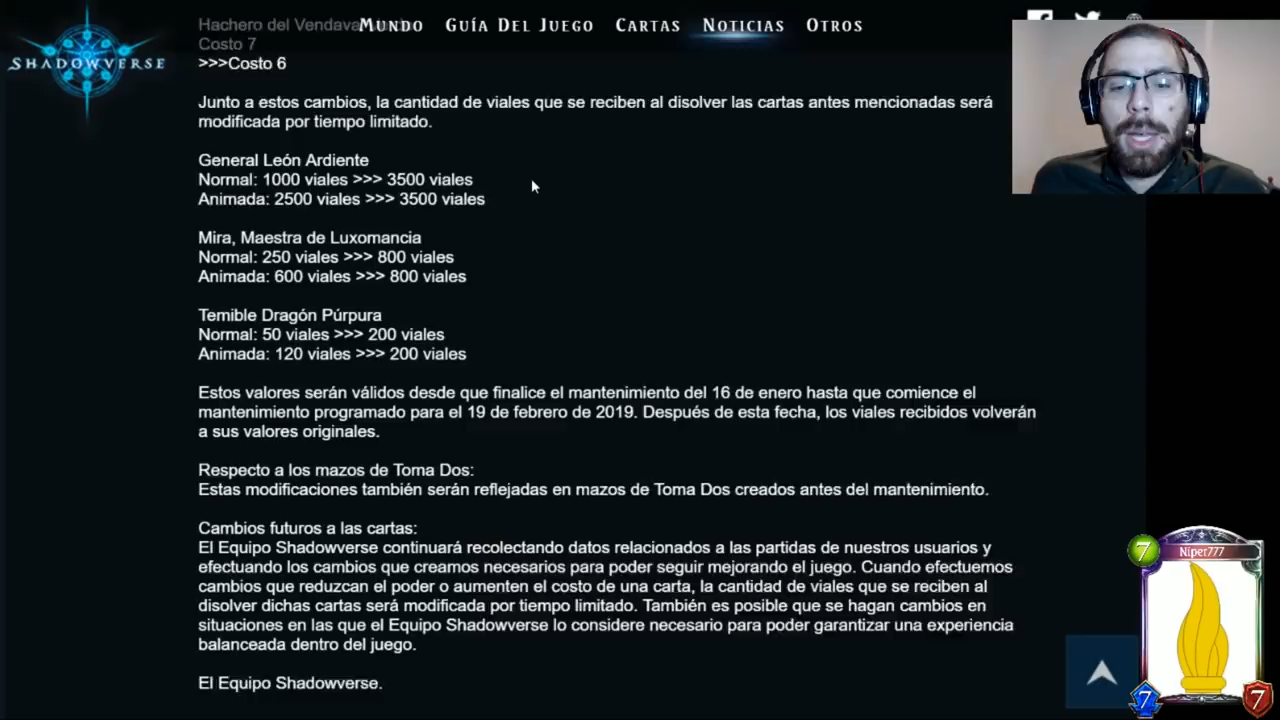 Hachero del Vendava
MUNDO GUÍA DEL JUEGO CARTAS NOTICIAS OTROS
Costo 7
SHADOWVERSE
>>>Costo 6
Junto a estos cambios, la cantidad de viales que se reciben al disolver las cartas antes mencionadas será
modificada por tiempo limitado.
General León Ardiente
Normal: 1000 viales >>> 3500 viales
Animada: 2500 viales >>> 3500 viales
Mira, Maestra de Luxomancia
Normal: 250 viales >>> 800 viales
Animada: 600 viales >>> 800 viales
Temible Dragón Púrpura
Normal: 50 viales >>> 200 viales
Animada: 120 viales >>> 200 viales
Estos valores serán válidos desde que finalice el mantenimiento del 16 de enero hasta que comience el
mantenimiento programado para el 19 de febrero de 2019. Después de esta fecha, los viales recibidos volverán
a sus valores originales.
Respecto a los mazos de Toma Dos:
Estas modificaciones también serán reflejadas en mazos de Toma Dos creados antes del mantenimiento.
Cambios futuros a las cartas:
El Equipo Shadowverse continuará recolectando datos relacionados a las partidas de nuestros usuarios y
efectuando los cambios que creamos necesarios para poder seguir mejorando el juego. Cuando efectuemos
cambios que reduzcan el poder o aumenten el costo de una carta, la cantidad de viales que se reciben al
disolver dichas cartas será modificada por tiempo limitado. También es posible que se hagan cambios en
situaciones en las que el Equipo Shadowverse lo considere necesario para poder garantizar una experiencia
balanceada dentro del juego.
El Equipo Shadowverse.
7
Niper777
7
7